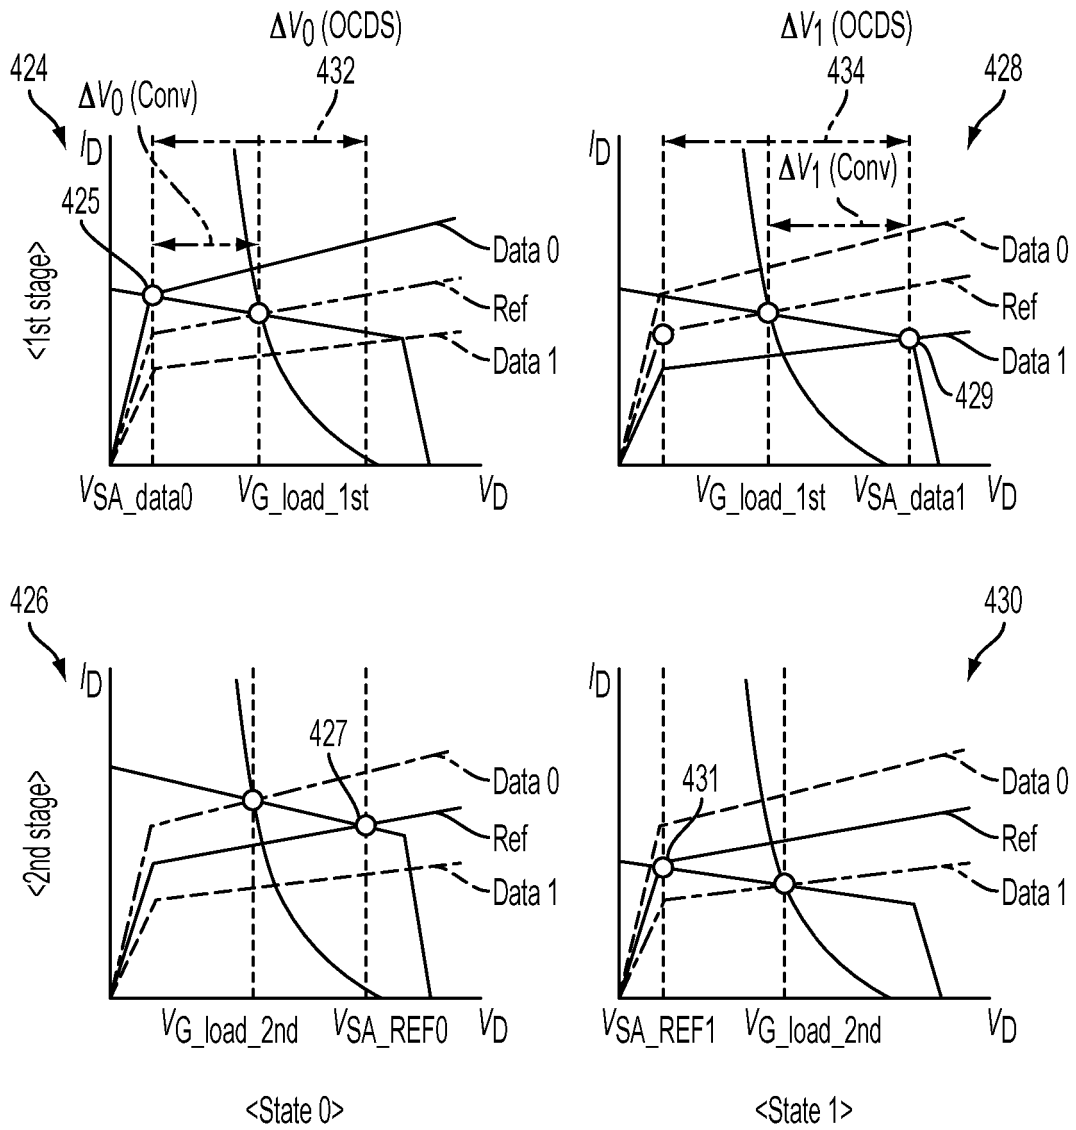 ΔV0 (OCDS)
432
424
ΔV0 (Conv)
ID
425
<1st stage>
Data 0
Ref
Data 1
VSA_data0
VG_load_1st
VD
ΔV1 (OCDS)
434
428
ID
ΔV1 (Conv)
Data 0
Ref
Data 1
429
VG_load_1st
VSA_data1
VD
426
ID
427
<2nd stage>
Data 0
Ref
Data 1
VG_load_2nd
VSA_REF0
VD
<State 0>
430
ID
431
Data 0
Ref
Data 1
VSA_REF1
VG_load_2nd
VD
<State 1>